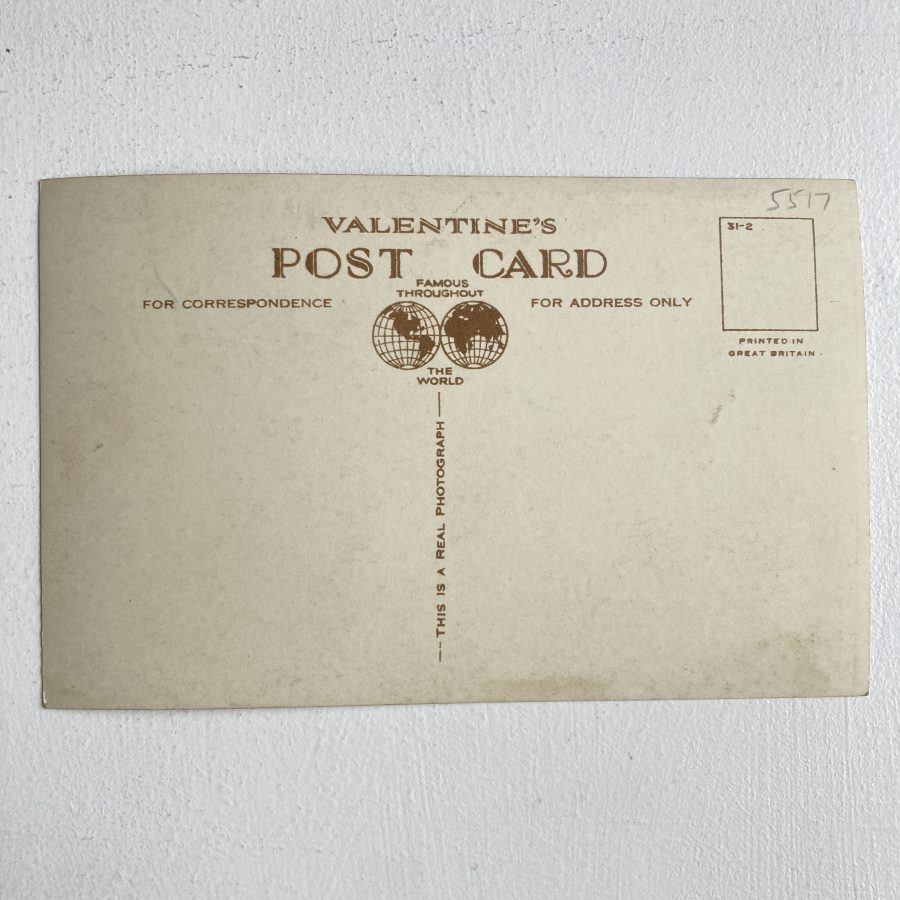 5517
VALENTINE'S
POST CARD
FAMOUS
THROUGHOUT
THE
WORLD
FOR CORRESPONDENCE
FOR ADDRESS ONLY
31-2
PRINTED IN
GREAT BRITAIN.
THIS IS A REAL PHOTOGRAPH